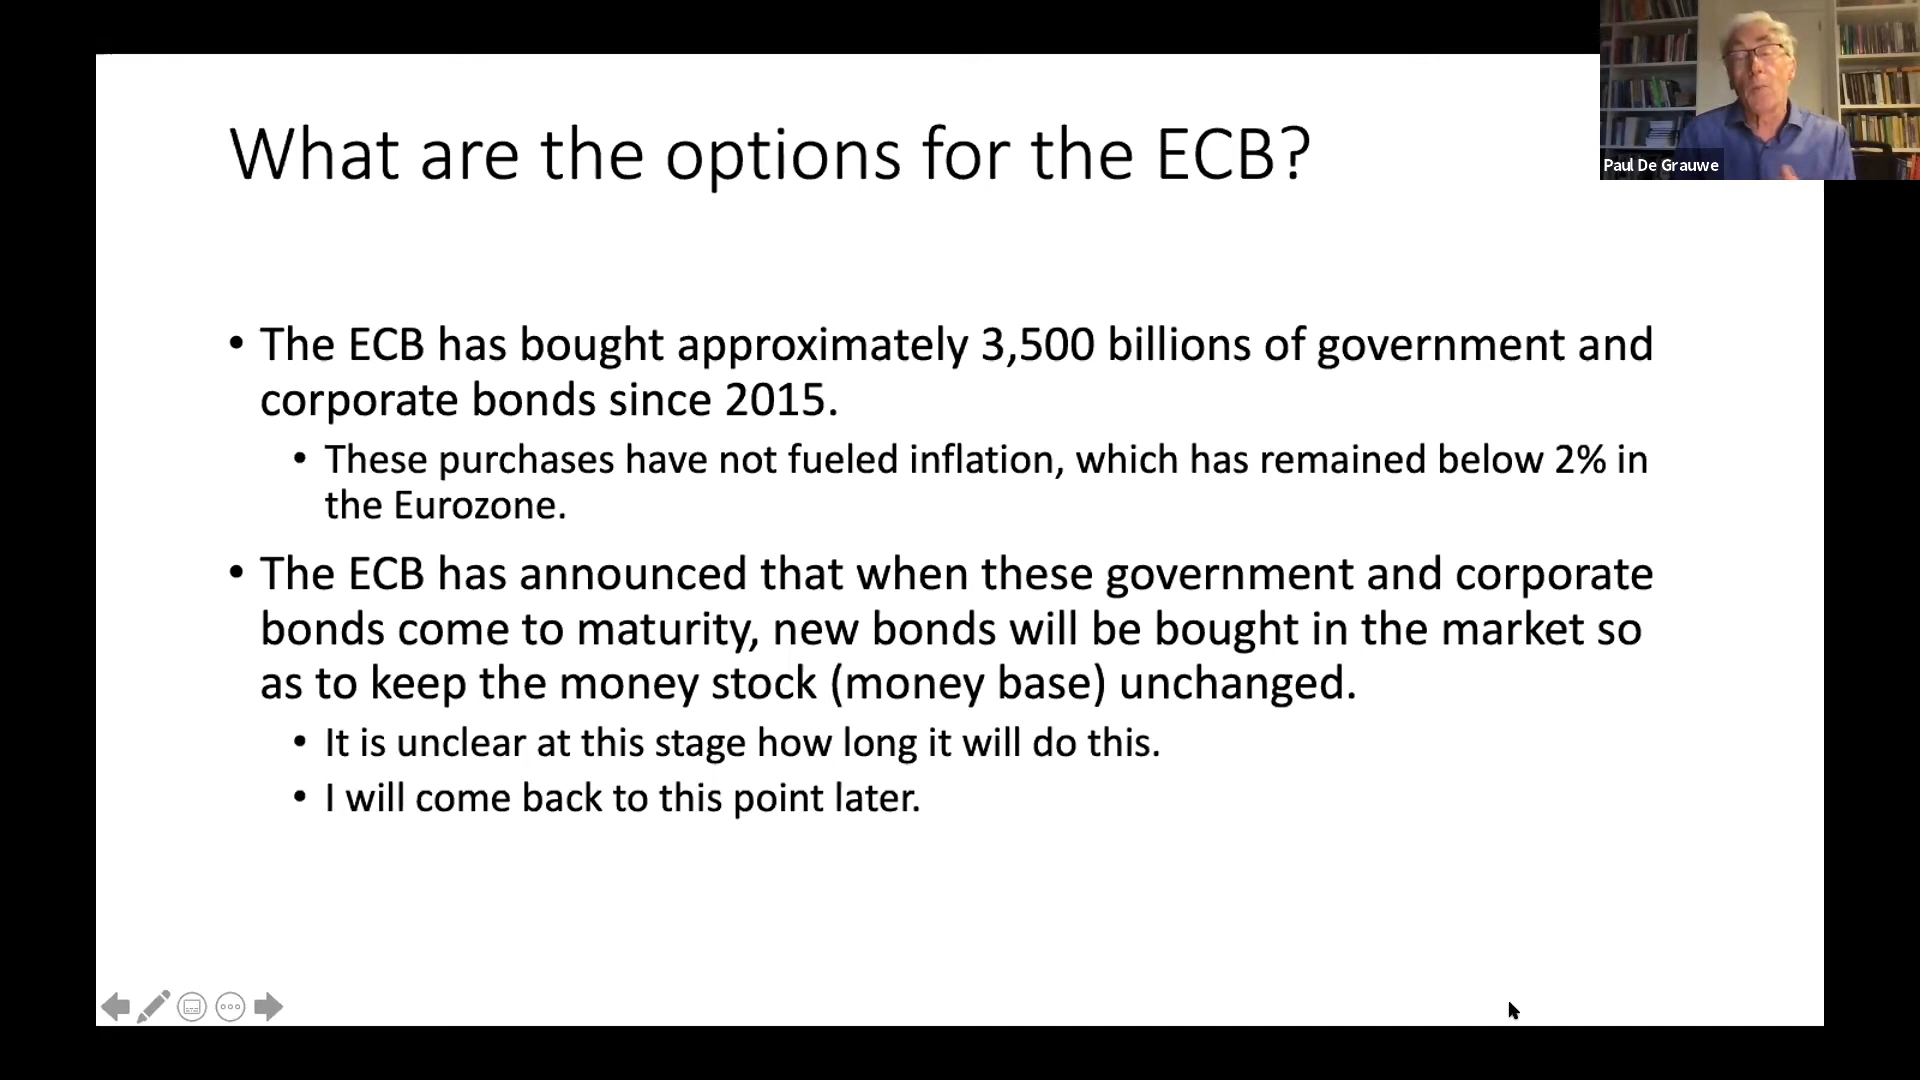 What are the options for the ECB?
Paul De Grauwe
• The ECB has bought approximately 3,500 billions of government and
corporate bonds since 2015.
• These purchases have not fueled inflation, which has remained below 2% in
the Eurozone.
• The ECB has announced that when these government and corporate
bonds come to maturity, new bonds will be bought in the market so
as to keep the money stock (money base) unchanged.
• It is unclear at this stage how long it will do this.
• I will come back to this point later.